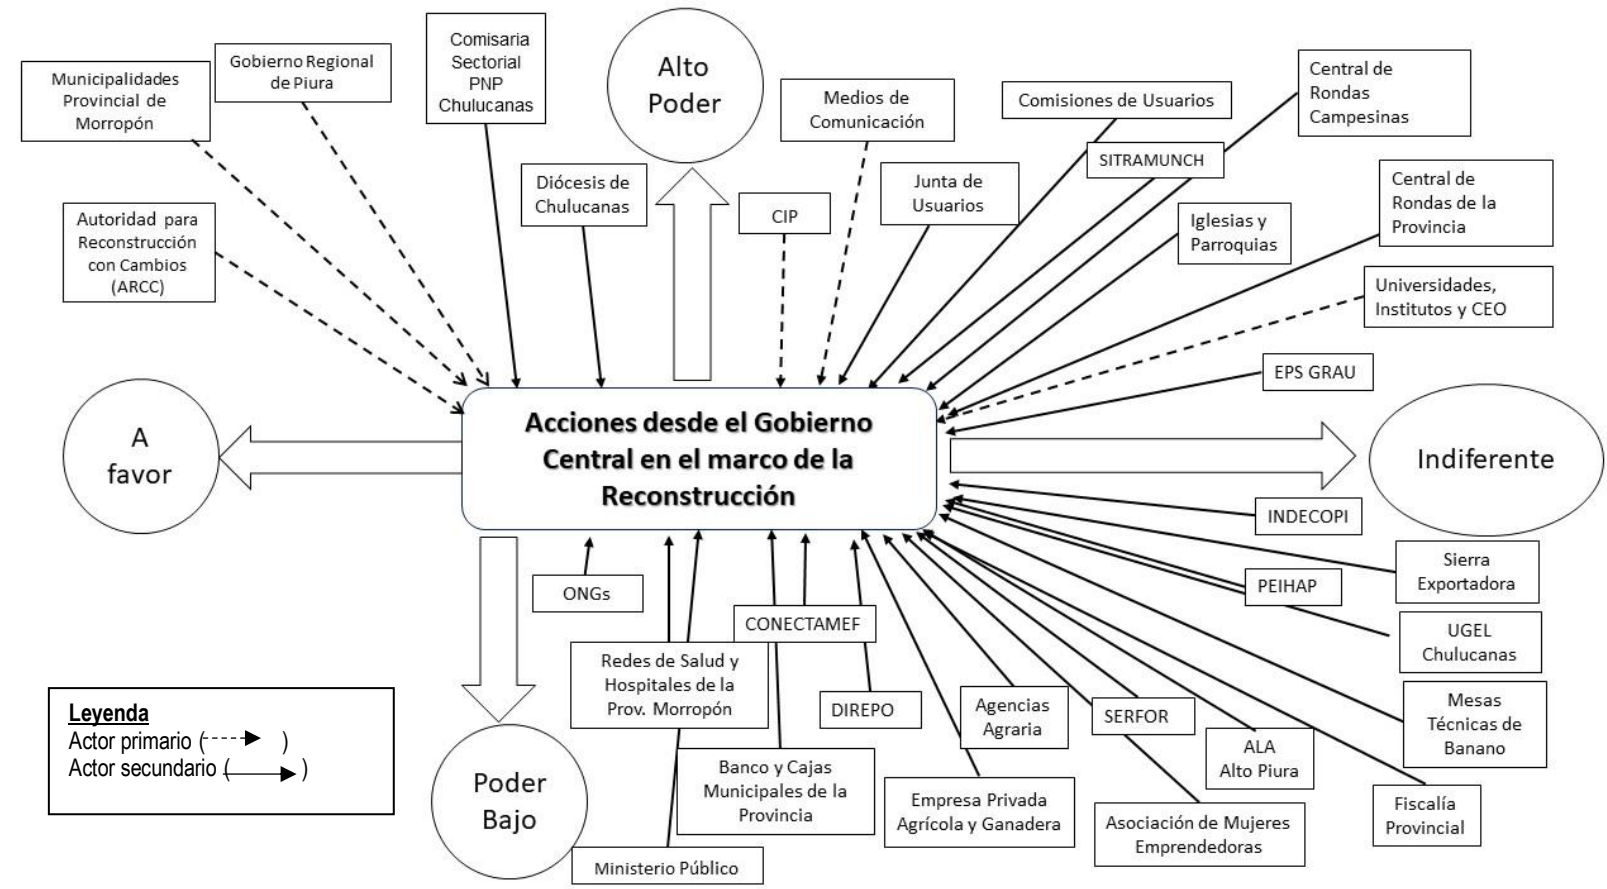 Municipalidades
Provincial de
Morropón
Gobierno Regional
de Piura
Comisaria
Sectorial
PNP
Chulucanas
Alto
Poder
Medios de
Comunicación
Comisiones de Usuarios
Central de
Rondas
Campesinas
SITRAMUNCH
Diócesis de
Chulucanas
CIP
Junta de
Usuarios
Central de
Rondas de la
Provincia
Iglesias y
Parroquias
Autoridad para
Reconstrucción
con Cambios
(ARCC)
Universidades,
Institutos y CEO
EPS GRAU
A
favor
Acciones desde el Gobierno
Central en el marco de la
Reconstrucción
Indiferente
INDECOPI
Sierra
Exportadora
PEIHAP
ONGs
CONECTAMEF
UGEL
Chulucanas
Redes de Salud y
Hospitales de la
Prov. Morropón
DIREPO
Agencias
Agraria
SERFOR
Mesas
Técnicas de
Banano
ALA
Alto Piura
Leyenda
Actor primario ( )
Actor secundario ( )
Poder
Bajo
Banco y Cajas
Municipales de la
Provincia
Empresa Privada
Agrícola y Ganadera
Asociación de Mujeres
Emprendedoras
Fiscalía
Provincial
Ministerio Público